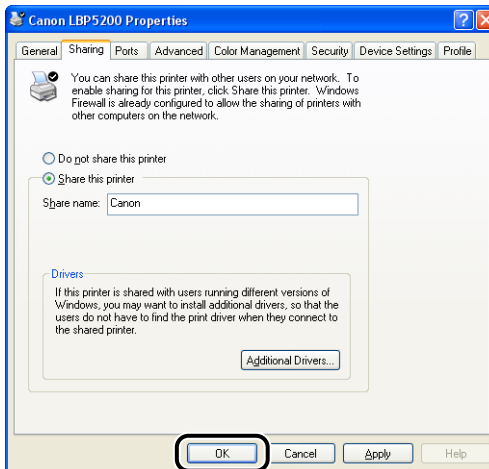 Canon LBP5200 Properties
General Sharing Ports Advanced Color Management Security Device Settings Profile
You can share this printer with other users on your network. To
enable sharing for this printer, click Share this printer. Windows
Firewall is already configured to allow the sharing of printers with
other computers on the network.
Do not share this printer
Share this printer
Share name: Canon
Drivers
If this printer is shared with users running different versions of
Windows, you may want to install additional drivers, so that the
users do not have to find the print driver when they connect to
the shared printer.
Additional Drivers...
OK Cancel Apply Help